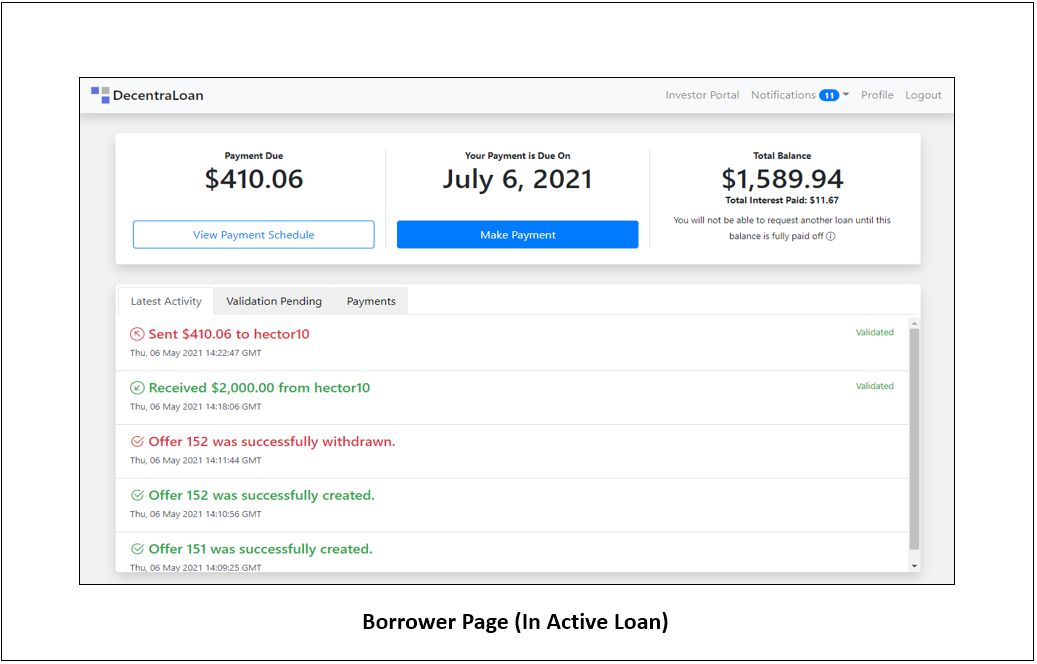 DecentraLoan
Investor Portal Notifications 11 Profile Logout
Payment Due
$410.06
View Payment Schedule
Your Payment is Due On
July 6, 2021
Make Payment
Total Balance
$1,589.94
Total Interest Paid: $11.67
You will not be able to request another loan until this
balance is fully paid off
Latest Activity Validation Pending Payments
Sent $410.06 to hector10
Validated
Thu, 06 May 2021 14:22:47 GMT
Received $2,000.00 from hector10
Validated
Thu, 06 May 2021 14:18:06 GMT
Offer 152 was successfully withdrawn.
Thu, 06 May 2021 14:11:44 GMT
Offer 152 was successfully created.
Thu, 06 May 2021 14:10:56 GMT
Offer 151 was successfully created.
Thu, 06 May 2021 14:09:25 GMT
Borrower Page (In Active Loan)